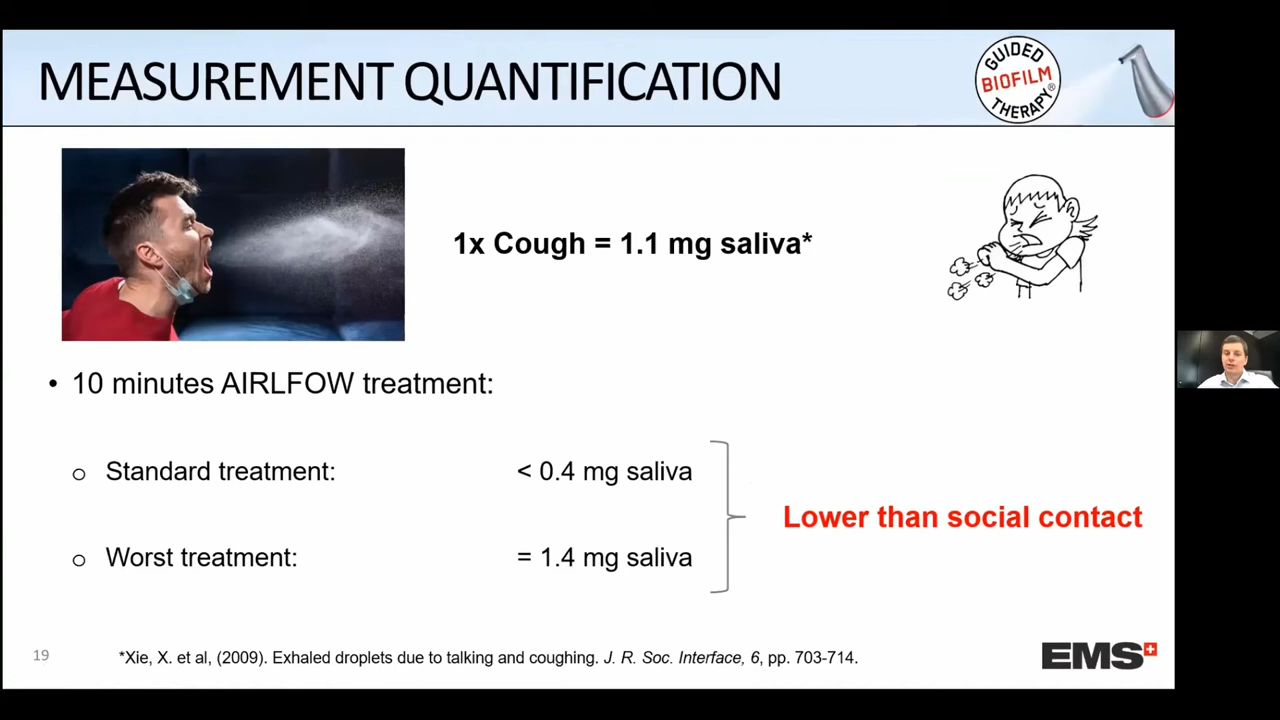 MEASUREMENT QUANTIFICATION
GUIDED
BIOFILM
THERAPY®
1x Cough = 1.1 mg saliva*
• 10 minutes AIRLFOW treatment:
o Standard treatment: < 0.4 mg saliva
Lower than social contact
o Worst treatment: = 1.4 mg saliva
19
*Xie, X. et al, (2009). Exhaled droplets due to talking and coughing. J. R. Soc. Interface, 6, pp. 703-714.
EMS